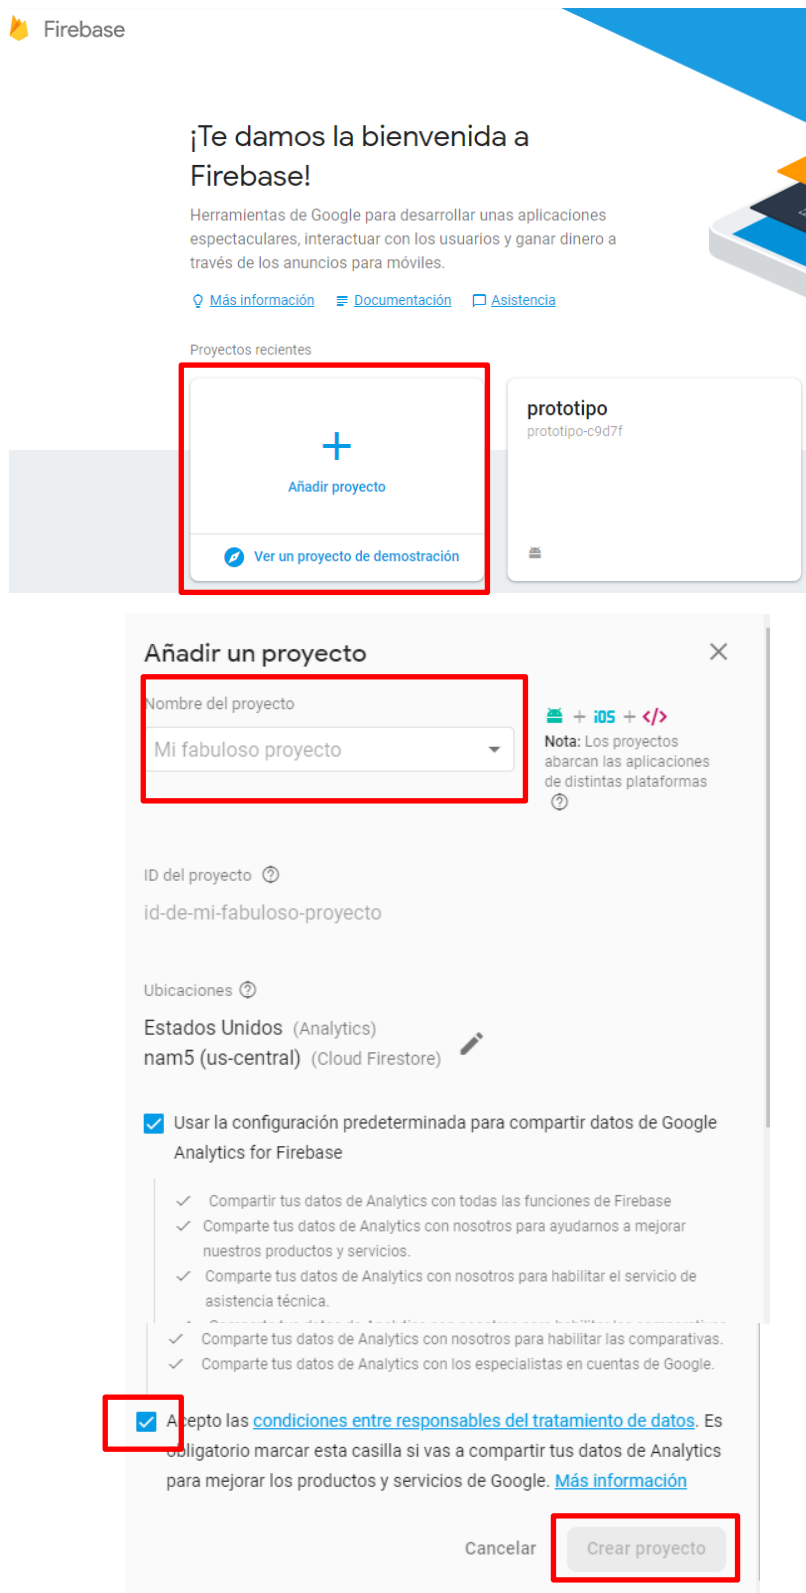 Firebase
¡Te damos la bienvenida a
Firebase!
Herramientas de Google para desarrollar unas aplicaciones
espectaculares, interactuar con los usuarios y ganar dinero a
través de los anuncios para móviles.
Más información Documentación Asistencia
Proyectos recientes
Añadir proyecto
Ver un proyecto de demostración
prototipo
prototipo-c9d7f
Añadir un proyecto
Nombre del proyecto
Mi fabuloso proyecto
+ iOS + </>
Nota: Los proyectos
abarcan las aplicaciones
de distintas plataformas
ID del proyecto
id-de-mi-fabuloso-proyecto
Ubicaciones
Estados Unidos (Analytics)
nam5 (us-central) (Cloud Firestore)
Usar la configuración predeterminada para compartir datos de Google
Analytics for Firebase
Compartir tus datos de Analytics con todas las funciones de Firebase
Comparte tus datos de Analytics con nosotros para ayudarnos a mejorar
nuestros productos y servicios.
Comparte tus datos de Analytics con nosotros para habilitar el servicio de
asistencia técnica.
Comparte tus datos de Analytics con nosotros para habilitar las comparativas.
Comparte tus datos de Analytics con los especialistas en cuentas de Google.
Acepto las condiciones entre responsables del tratamiento de datos. Es
obligatorio marcar esta casilla si vas a compartir tus datos de Analytics
para mejorar los productos y servicios de Google. Más información
Cancelar Crear proyecto